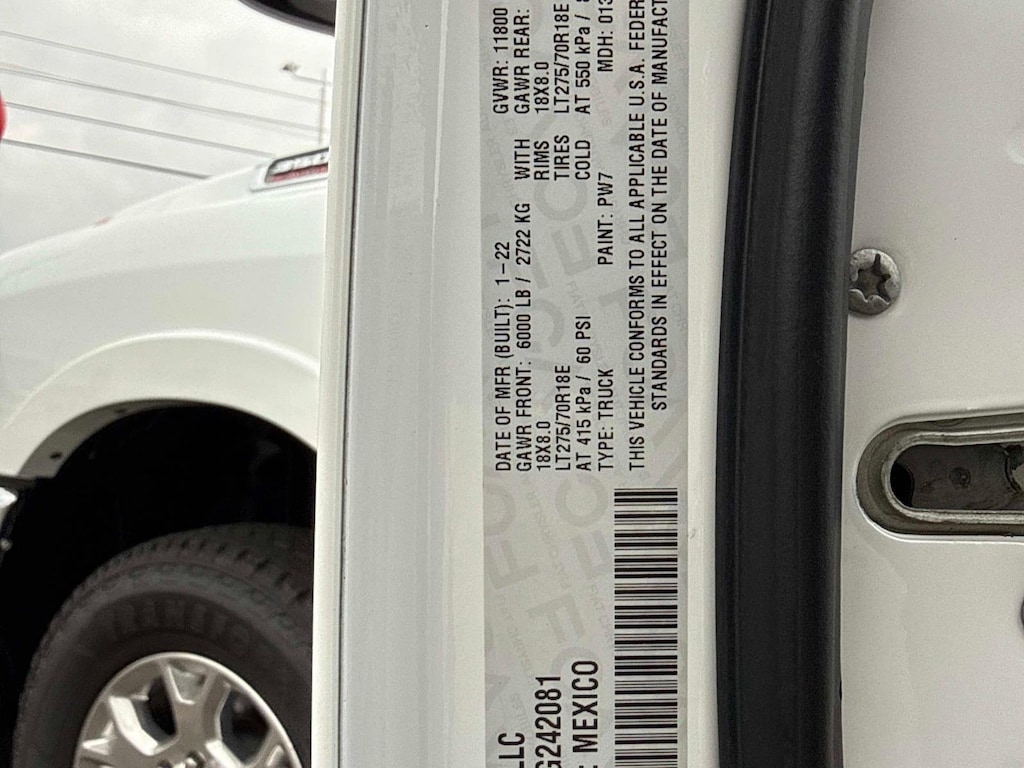 LLC
G242081
MEXICO
DATE OF MFR (BUILT): 1-22 GVWR: 11800
GAWR FRONT: 6000 LB / 2722 KG WITH GAWR REAR:
18X8.0 RIMS 18X8.0
LT275/70R18E TIRES LT275/70R18E
AT 415 kPa / 60 PSI COLD AT 550 kPa /
TYPE: TRUCK PAINT: PW7 MDH: 013
THIS VEHICLE CONFORMS TO ALL APPLICABLE U.S.A. FEDER
STANDARDS IN EFFECT ON THE DATE OF MANUFACT